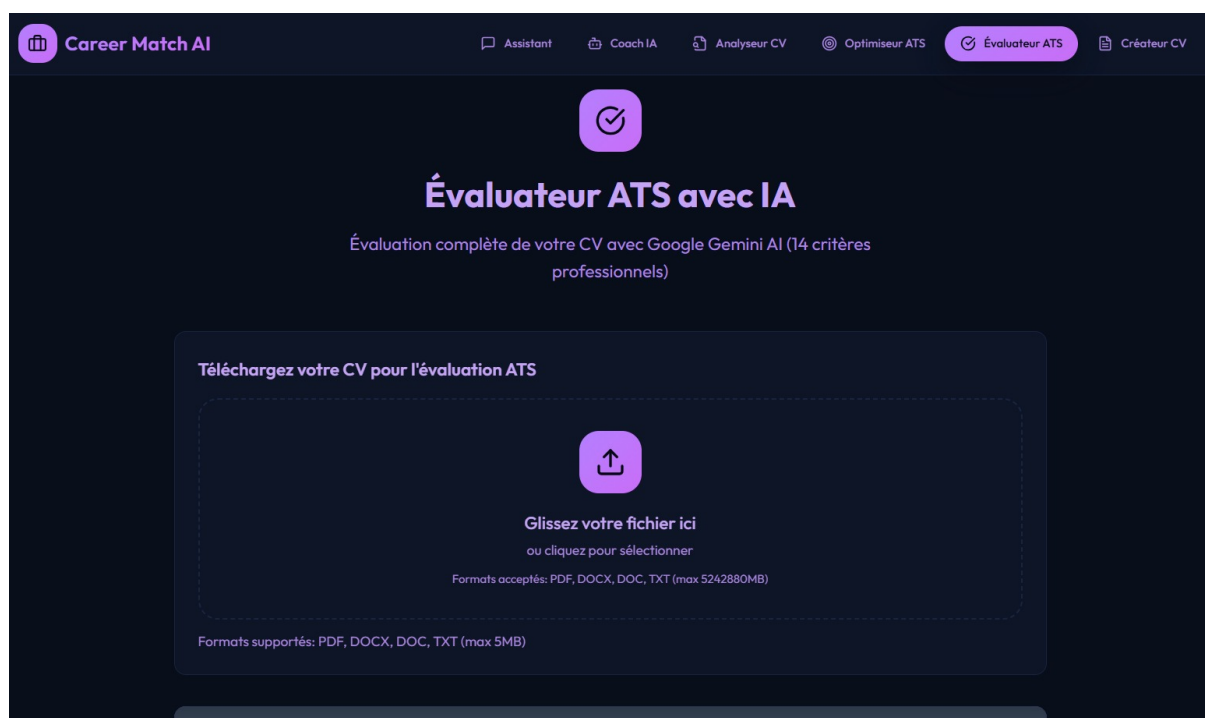 Career Match AI
Assistant
Coach IA
Analyseur CV
Optimiseur ATS
Évaluateur ATS
Créateur CV
Évaluateur ATS avec IA
Évaluation complète de votre CV avec Google Gemini AI (14 critères
professionnels)
Téléchargez votre CV pour l'évaluation ATS
Glissez votre fichier ici
ou cliquez pour sélectionner
Formats acceptés: PDF, DOCX, DOC, TXT (max 5242880MB)
Formats supportés: PDF, DOCX, DOC, TXT (max 5MB)